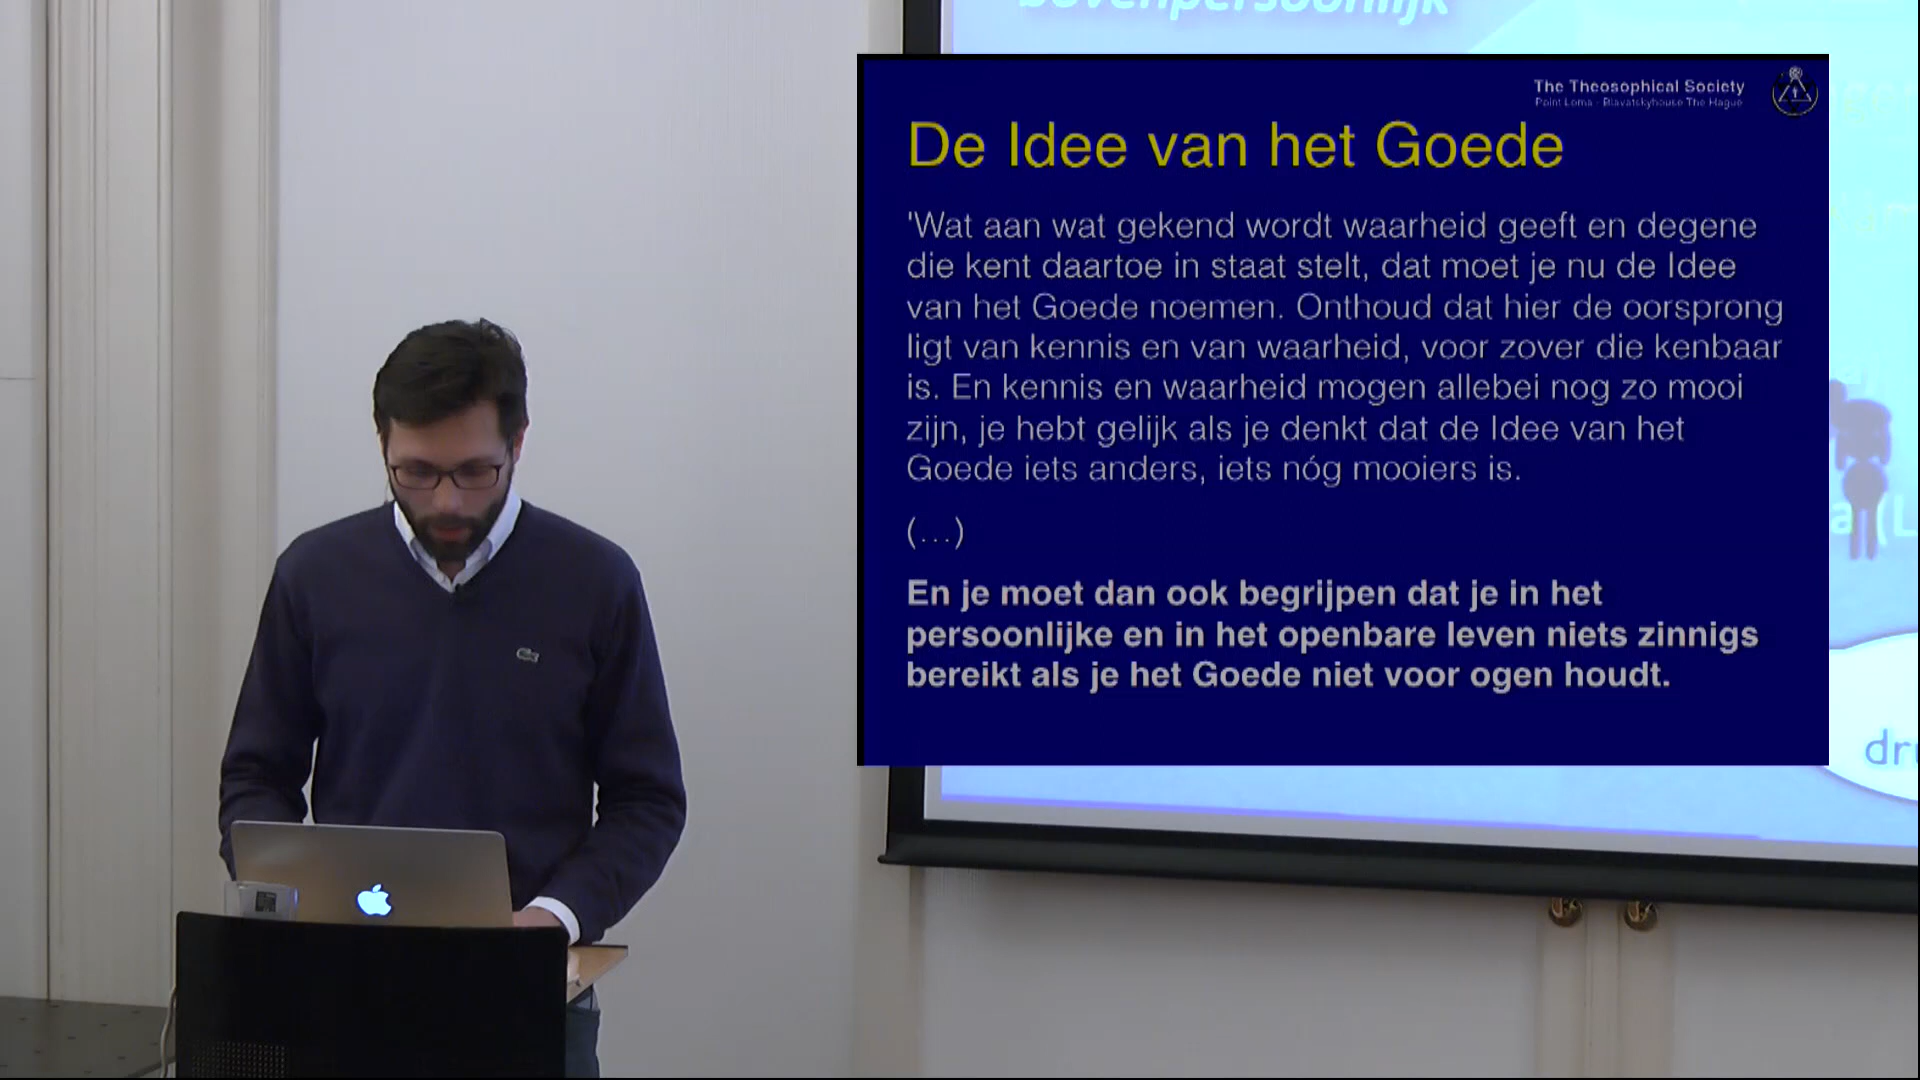 bovenpersoonlijk
The Theosophical Society
Point Loma - Blavatskyhouse The Hague
De Idee van het Goede
'Wat aan wat gekend wordt waarheid geeft en degene
die kent daartoe in staat stelt, dat moet je nu de Idee
van het Goede noemen. Onthoud dat hier de oorsprong
ligt van kennis en van waarheid, voor zover die kenbaar
is. En kennis en waarheid mogen allebei nog zo mooi
zijn, je hebt gelijk als je denkt dat de Idee van het
Goede iets anders, iets nóg mooiers is.
(...)
En je moet dan ook begrijpen dat je in het
persoonlijke en in het openbare leven niets zinnigs
bereikt als je het Goede niet voor ogen houdt.